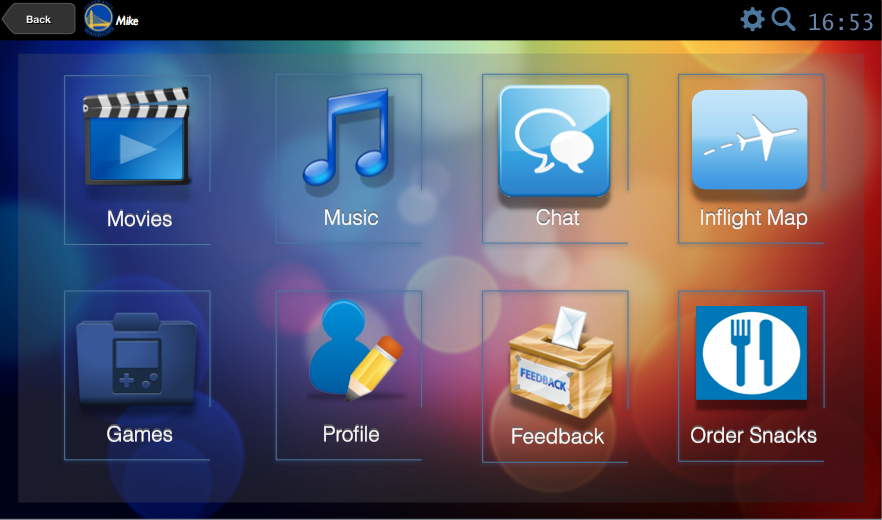 Back
Mike
16:53
Movies
Music
Chat
Inflight Map
Games
Profile
FEEDBACK
Feedback
Order Snacks